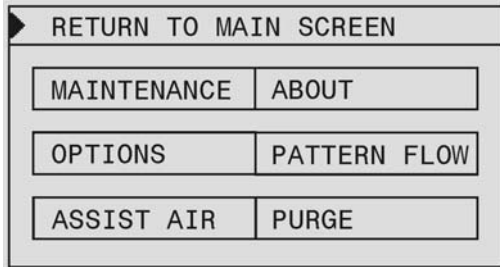 RETURN TO MAIN SCREEN
MAINTENANCE ABOUT
OPTIONS PATTERN FLOW
ASSIST AIR PURGE